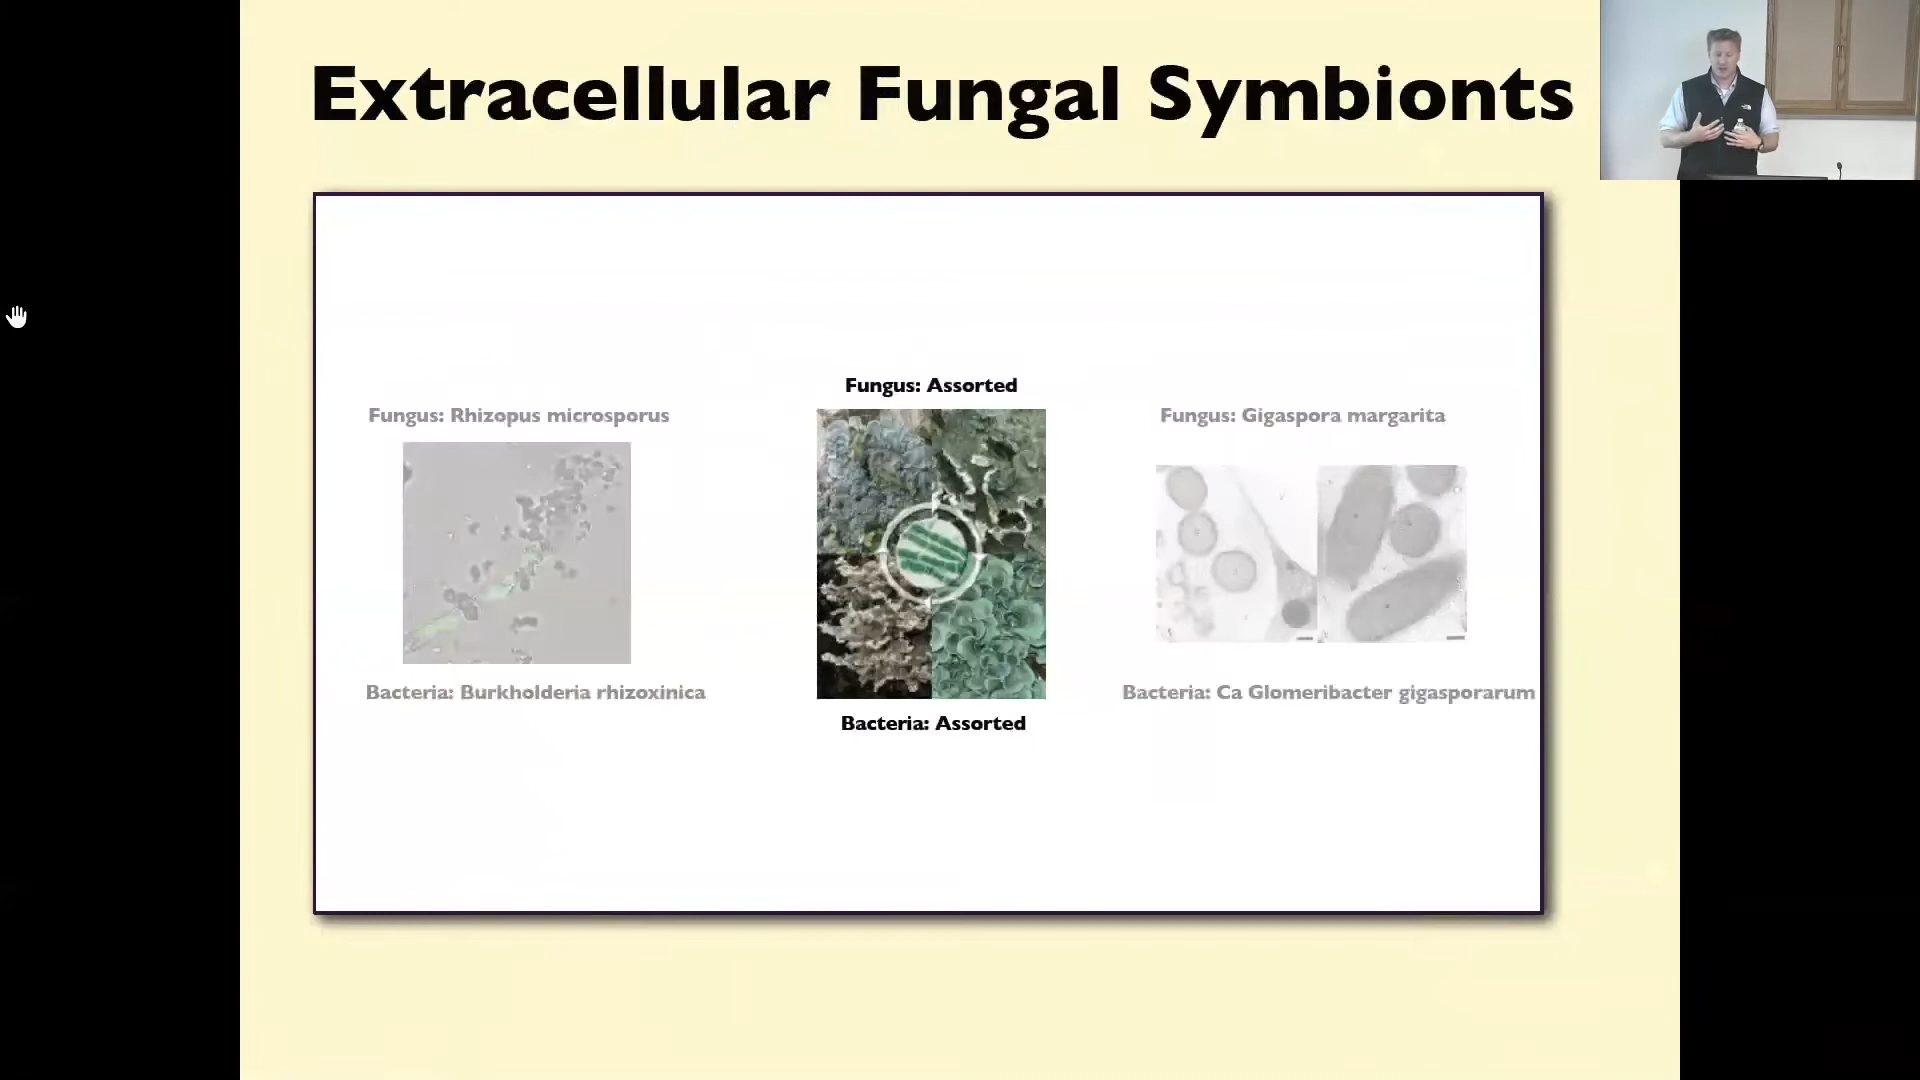 Extracellular Fungal Symbionts
Fungus: Assorted
Fungus: Rhizopus microsporus
Fungus: Gigaspora margarita
Bacteria: Burkholderia rhizoxinica
Bacteria: Ca Glomeribacter gigasporarum
Bacteria: Assorted